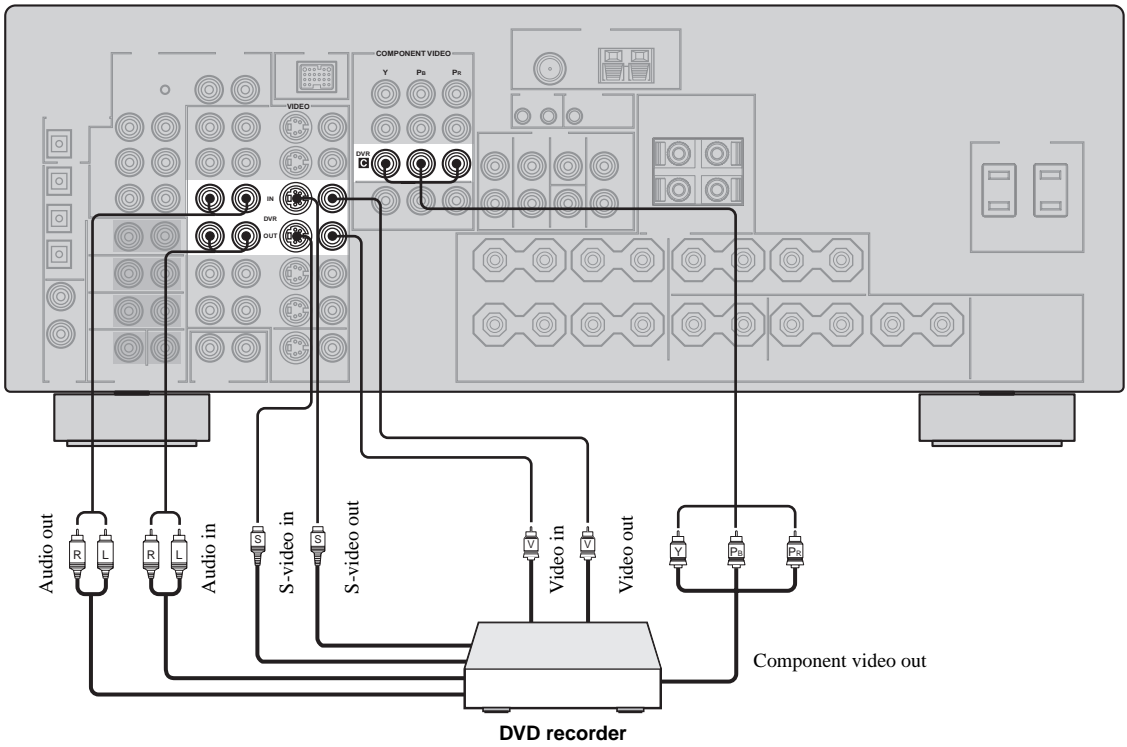 COMPONENT VIDEO
Y PB PR
VIDEO
DVR
C
IN
DVR
OUT
Audio out
R L
Audio in
R L
S-video in
S
S-video out
S
Video in
V
Video out
V
Y PB PR
Component video out
DVD recorder